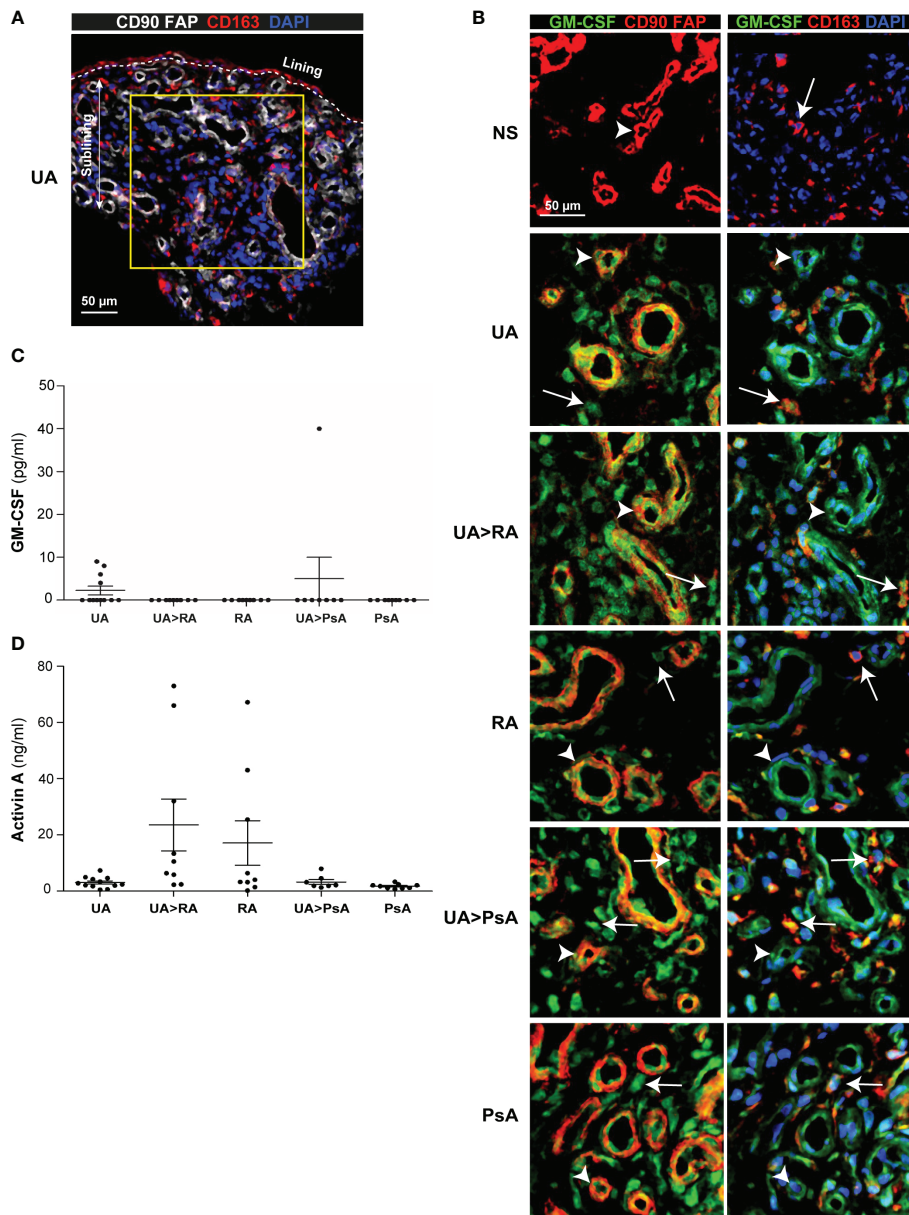 A
CD90 FAP CD163 DAPI
Lining
Sublining
UA
50 µm
B
GM-CSF CD90 FAP
GM-CSF CD163 DAPI
NS
50 µm
UA
UA>RA
RA
UA>PsA
PsA
C
GM-CSF (pg/ml)
50
40
30
20
10
0
UA UA>RA RA UA>PsA PsA
D
Activin A (ng/ml)
80
60
40
20
0
UA UA>RA RA UA>PsA PsA